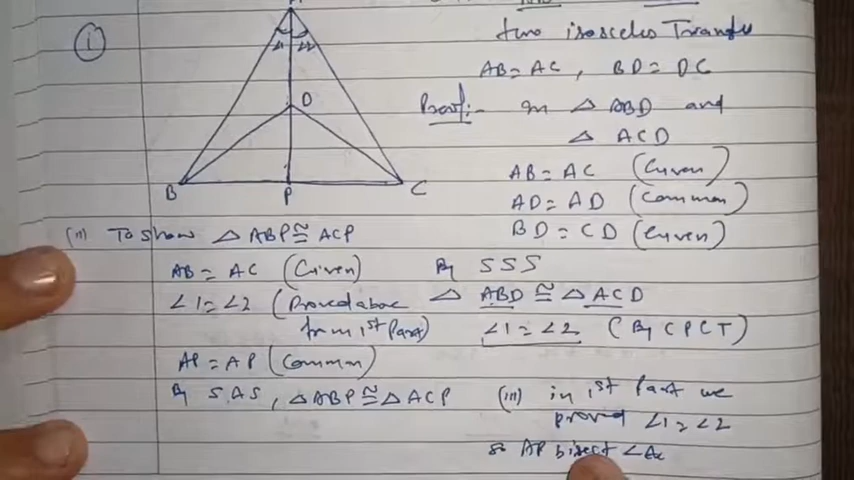 (i)
A
1 2
D
B P C
two isosceles Triangles
AB = AC , BD = DC
Proof:- In △ ABD and
△ ACD
AB = AC (Given)
AD = AD (Common)
BD = CD (Given)
By SSS
△ ABD ≅ △ ACD
∠1 = ∠2 (By CPCT)
(ii) To show △ ABP ≅ ACP
AB = AC (Given)
∠1 = ∠2 (Proved above
from 1st Part)
AP = AP (Common)
By SAS, △ABP ≅ △ ACP
(iii) in 1st Part we
proved ∠1 = ∠2
so AP bisect ∠A